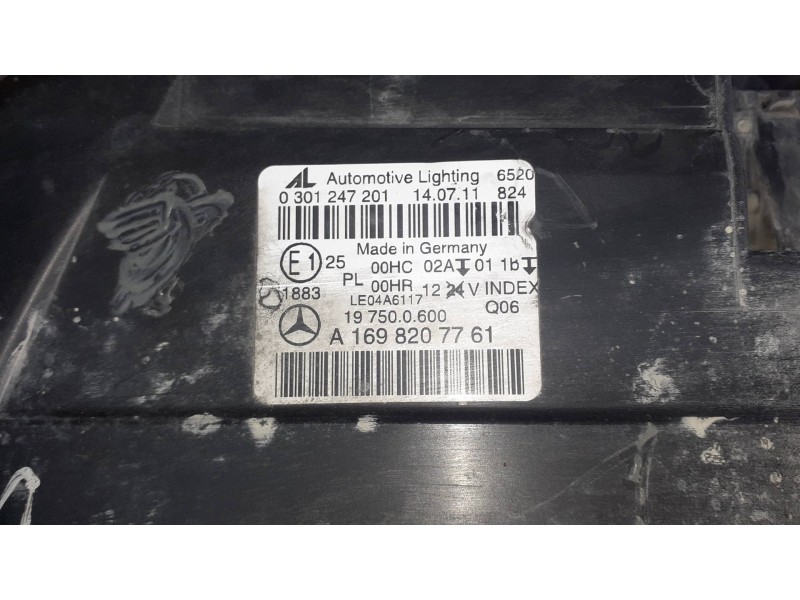 AL Automotive Lighting 6520
0 301 247 201 14.07.11 824
Made in Germany
E1 25 00HC 02A 01 1b
PL 00HR 12 24 V INDEX
1883 LE04A6117 Q06
19 750.0.600
A 169 820 77 61